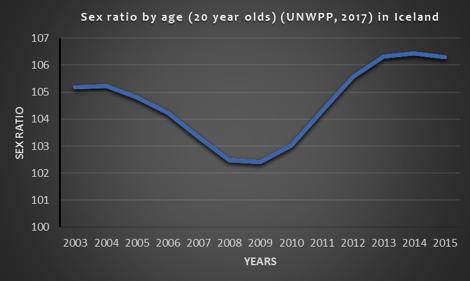 Sex ratio by age (20 year olds) (UNWPP, 2017) in Iceland
107
106
105
104
103
102
101
100
SEX RATIO
2003 2004 2005 2006 2007 2008 2009 2010 2011 2012 2013 2014 2015
YEARS